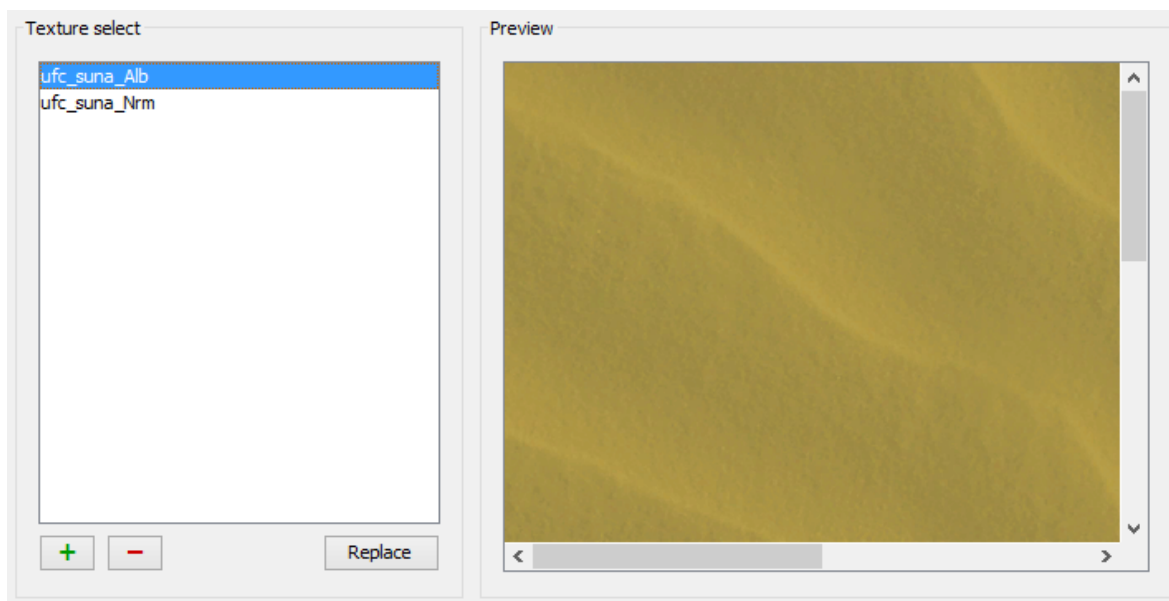 Texture select
ufc_suna_Alb
ufc_suna_Nrm
Replace
Preview